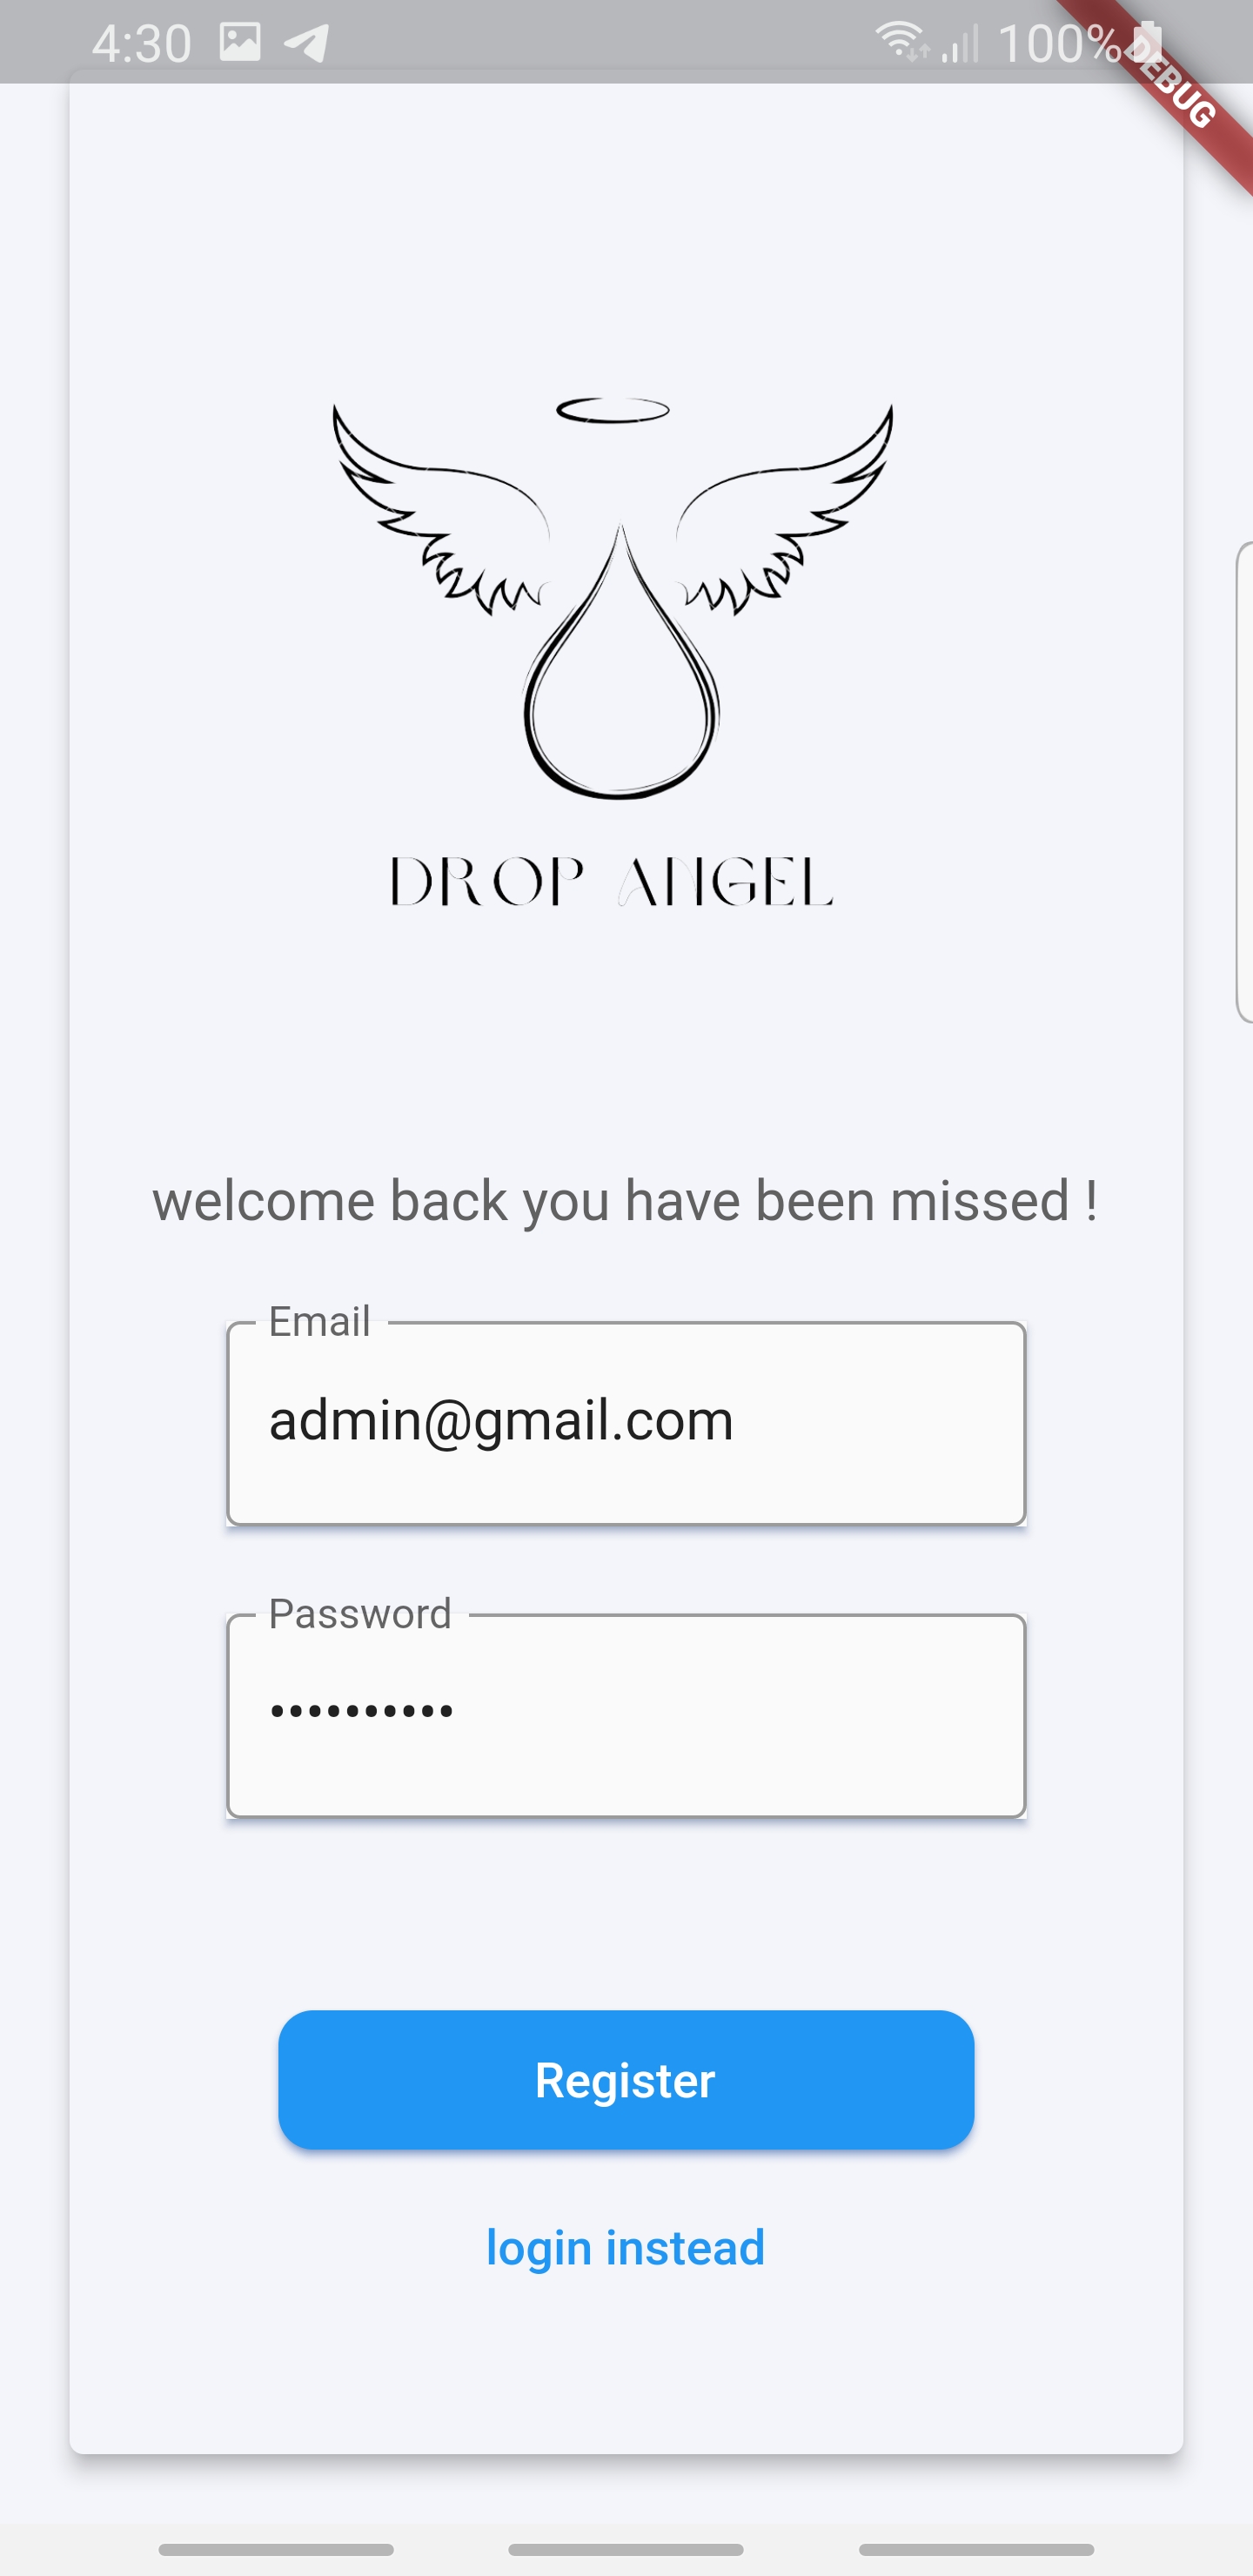 4:30 100%
DEBUG
DROP ANGEL
welcome back you have been missed !
Email
admin@gmail.com
Password
••••••••••
Register
login instead